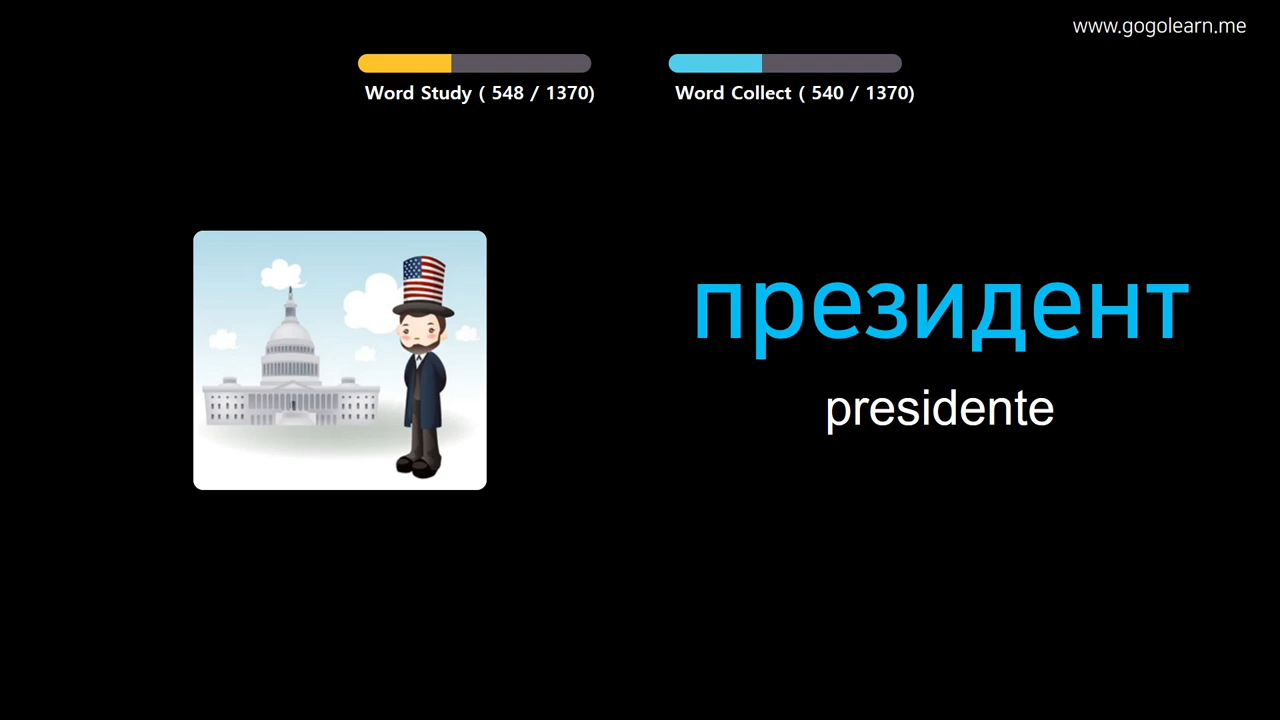 www.gogolearn.me
Word Study ( 548 / 1370)
Word Collect ( 540 / 1370)
президент
presidente